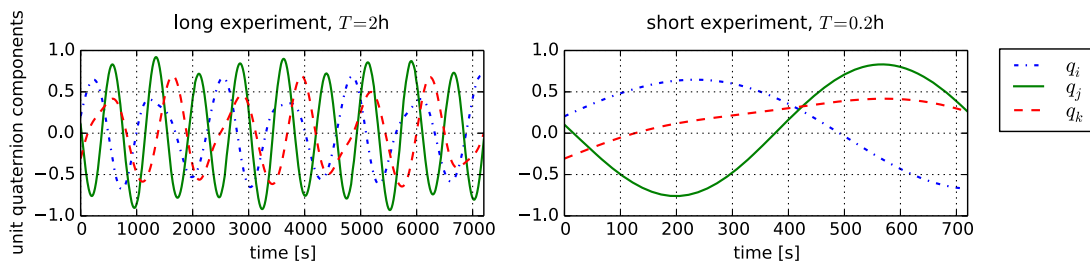 long experiment, T=2h
unit quaternion components
1.0
0.5
0.0
−0.5
−1.0
0 1000 2000 3000 4000 5000 6000 7000
time [s]
short experiment, T=0.2h
1.0
0.5
0.0
−0.5
−1.0
0 100 200 300 400 500 600 700
time [s]
q_i
q_j
q_k